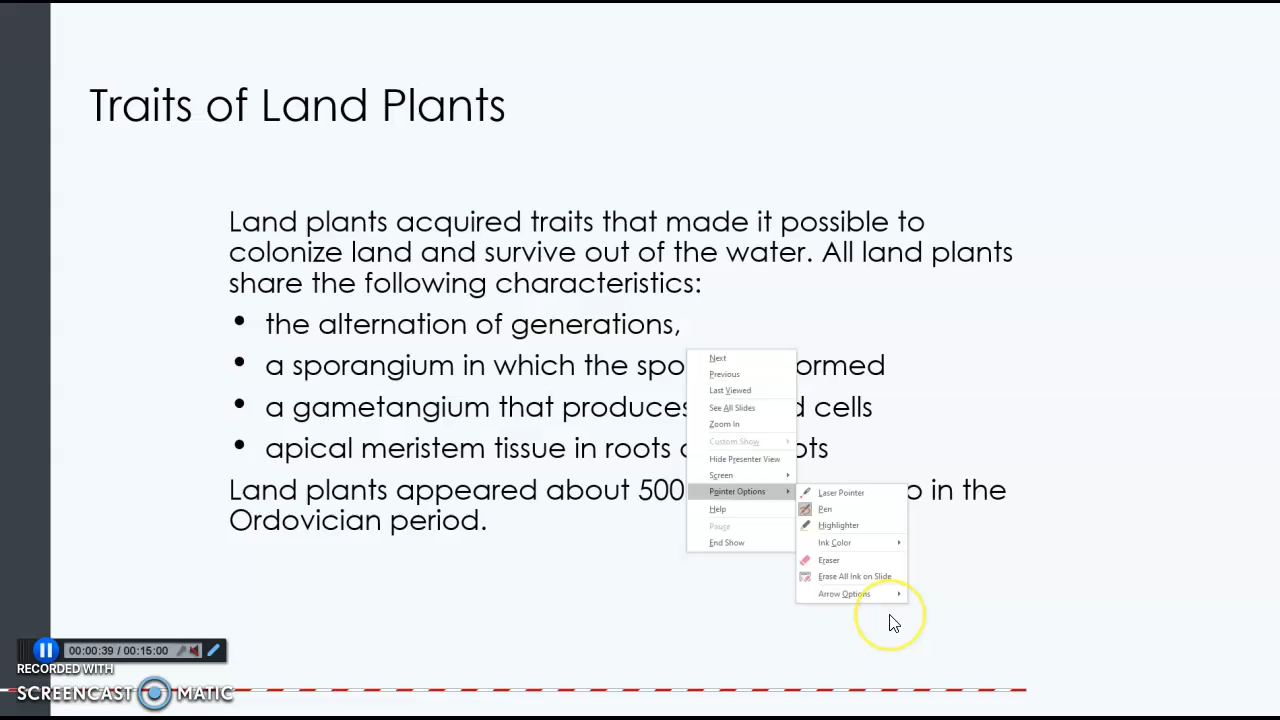 Traits of Land Plants
Land plants acquired traits that made it possible to
colonize land and survive out of the water. All land plants
share the following characteristics:
• the alternation of generations,
• a sporangium in which the spo ormed
• a gametangium that produces d cells
• apical meristem tissue in roots ots
Land plants appeared about 500 o in the
Ordovician period.
Next
Previous
Last Viewed
See All Slides
Zoom In
Custom Show
Hide Presenter View
Screen
Pointer Options
Help
Pause
End Show
Laser Pointer
Pen
Highlighter
Ink Color
Eraser
Erase All Ink on Slide
Arrow Options
00:00:39 / 00:15:00
RECORDED WITH
SCREENCAST MATIC